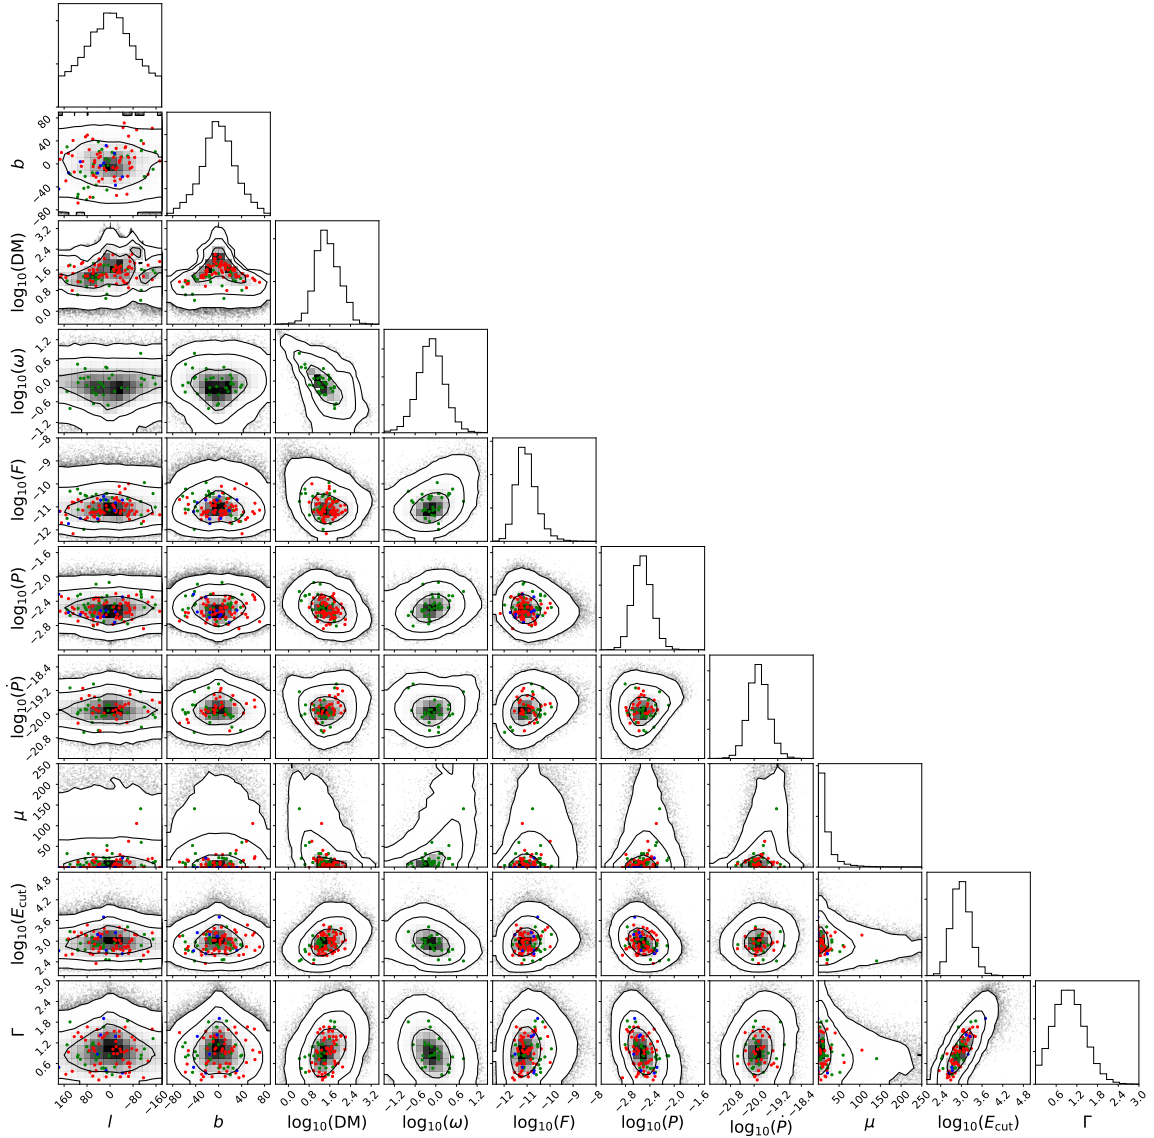 b
80
40
0
−40
−80
log₁₀(DM)
3.2
2.4
1.6
0.8
0.0
log₁₀(ω)
1.2
0.6
0.0
−0.6
−1.2
log₁₀(F)
−8
−9
−10
−11
−12
log₁₀(P)
−1.6
−2.0
−2.4
−2.8
log₁₀(Ṗ)
−18.4
−19.2
−20.0
−20.8
μ
250
200
150
100
50
log₁₀(E_cut)
4.8
4.2
3.6
3.0
2.4
Γ
3.0
2.4
1.8
1.2
0.6
160 80 0 −80 −160
−80 −40 0 40 80
0.0 0.8 1.6 2.4 3.2
−1.2 −0.6 0.0 0.6 1.2
−12 −11 −10 −9 −8
−2.8 −2.4 −2.0 −1.6
−20.8 −20.0 −19.2 −18.4
50 100 150 200 250
2.4 3.0 3.6 4.2 4.8
0.6 1.2 1.8 2.4 3.0
l b log₁₀(DM) log₁₀(ω) log₁₀(F) log₁₀(P) log₁₀(Ṗ) μ log₁₀(E_cut) Γ